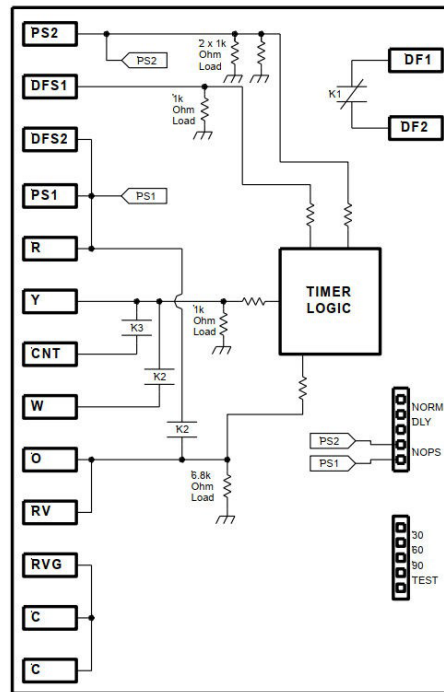 PS2
PS2
2 x 1k
Ohm
Load
DF1
K1
DF2
DFS1
1k
Ohm
Load
DFS2
PS1
PS1
R
Y
K3
1k
Ohm
Load
TIMER
LOGIC
CNT
K2
W
K2
O
6.8k
Ohm
Load
RV
RVG
C
C
NORM
DLY
NOPS
PS2
PS1
30
60
90
TEST